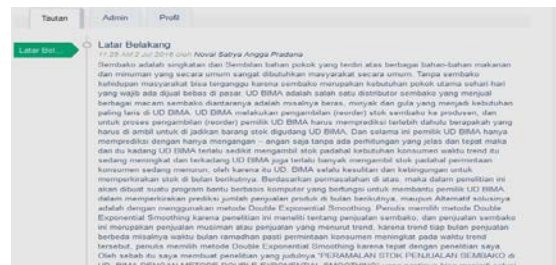 Tautan Admin Profil
Latar Bel...
Latar Belakang
11:25 AM 2 Jul 2018 oleh Noval Satrya Angga Pradana
Sembako adalah singkatan dari Sembilan bahan pokok yang terdiri atas berbagai bahan-bahan makanan
dan minuman yang secara umum sangat dibutuhkan masyarakat secara umum. Tanpa sembako
kehidupan masyarakat bisa terganggu karena sembako merupakan kebutuhan pokok utama sehari hari
yang wajib ada dijual bebas di pasar. UD BIMA adalah salah satu distributor sembako yang menjual
berbagai macam sembako diantaranya adalah misalnya beras, minyak dan gula yang menjadi kebutuhan
paling laris di UD BIMA. UD BIMA melakukan pengambilan (reorder) stok sembako ke produsen, dan
untuk proses pengambilan (reorder) pemilik UD BIMA harus memprediksi terlebih dahulu berapakah yang
harus di ambil untuk di jadikan barang stok digudang UD BIMA. Dan selama ini pemilik UD BIMA hanya
memprediksi dengan hanya mengangan - angan saja tanpa ada perhitungan yang jelas dan tepat maka
dari itu kadang UD BIMA terlalu sedikit mengambil stok padahal kebutuhan konsumen waktu trend itu
sedang meningkat dan terkadang UD BIMA juga terlalu banyak mengambil stok padahal permintaan
konsumen sedang menurun, oleh karena itu UD. BIMA selalu kesulitan dan kebingungan untuk
memperkirakan stok di bulan berikutnya. Berdasarkan permasalahan di atas, maka dalam penelitian ini
akan dibuat suatu program bantu berbasis komputer yang berfungsi untuk membantu pemilik UD BIMA
dalam memperkirakan prediksi jumlah penjualan produk di bulan berikutnya, maupun Alternatif solusinya
adalah dengan menggunakan metode Double Exponential Smoothing. Penulis memilih metode Double
Exponential Smoothing karena penelitian ini meneliti tentang penjualan sembako, dan penjualan sembako
ini merupakan penjualan musiman atau penjualan yang menurut trend, karena trend tiap bulan penjualan
berbeda misalnya waktu bulan ramadhan pasti permintaan konsumen meningkat pada waktu trend
tersebut, penulis memilih metode Double Exponential Smoothing karena tepat dengan penelitian saya.
Oleh sebab itu saya membuat penelitian yang judulnya "PERAMALAN STOK PENJUALAN SEMBAKO di
UD. BIMA DENGAN METODE DOUBLE EXPONENTIAL SMOOTHING"